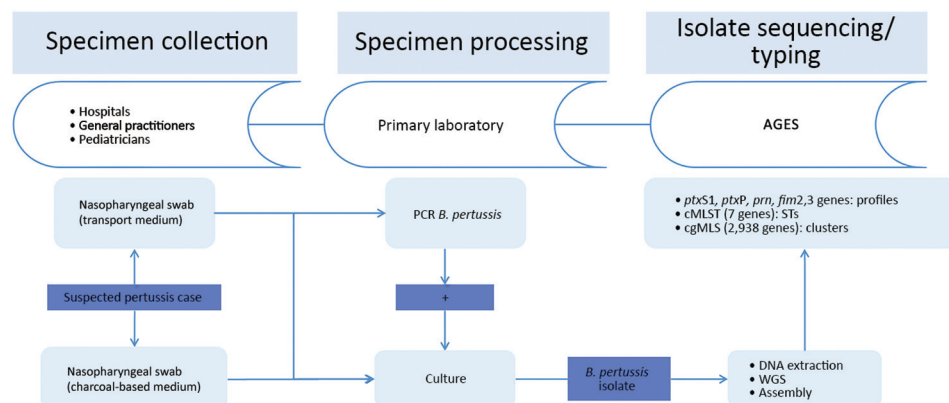 Specimen collection
Specimen processing
Isolate sequencing/
typing
• Hospitals
• General practitioners
• Pediatricians
Primary laboratory
AGES
Nasopharyngeal swab
(transport medium)
PCR B. pertussis
• ptxS1, ptxP, prn, fim2,3 genes: profiles
• cMLST (7 genes): STs
• cgMLS (2,938 genes): clusters
Suspected pertussis case
+
Nasopharyngeal swab
(charcoal-based medium)
Culture
B. pertussis
isolate
• DNA extraction
• WGS
• Assembly